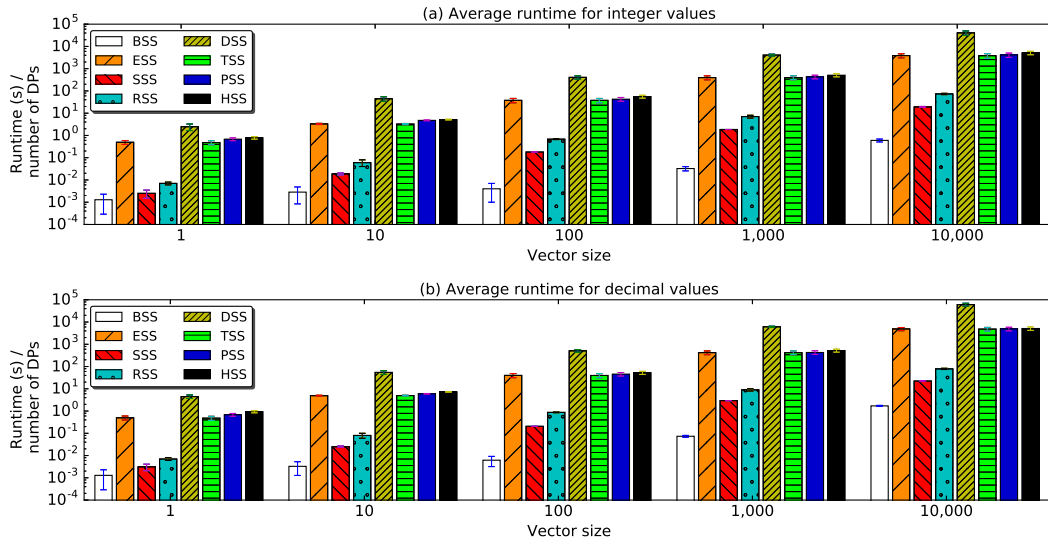 (a) Average runtime for integer values
Runtime (s) /
number of DPs
10^5
10^4
10^3
10^2
10^1
10^0
10^-1
10^-2
10^-3
10^-4
BSS DSS
ESS TSS
SSS PSS
RSS HSS
1 10 100 1,000 10,000
Vector size
(b) Average runtime for decimal values
Runtime (s) /
number of DPs
10^5
10^4
10^3
10^2
10^1
10^0
10^-1
10^-2
10^-3
10^-4
BSS DSS
ESS TSS
SSS PSS
RSS HSS
1 10 100 1,000 10,000
Vector size